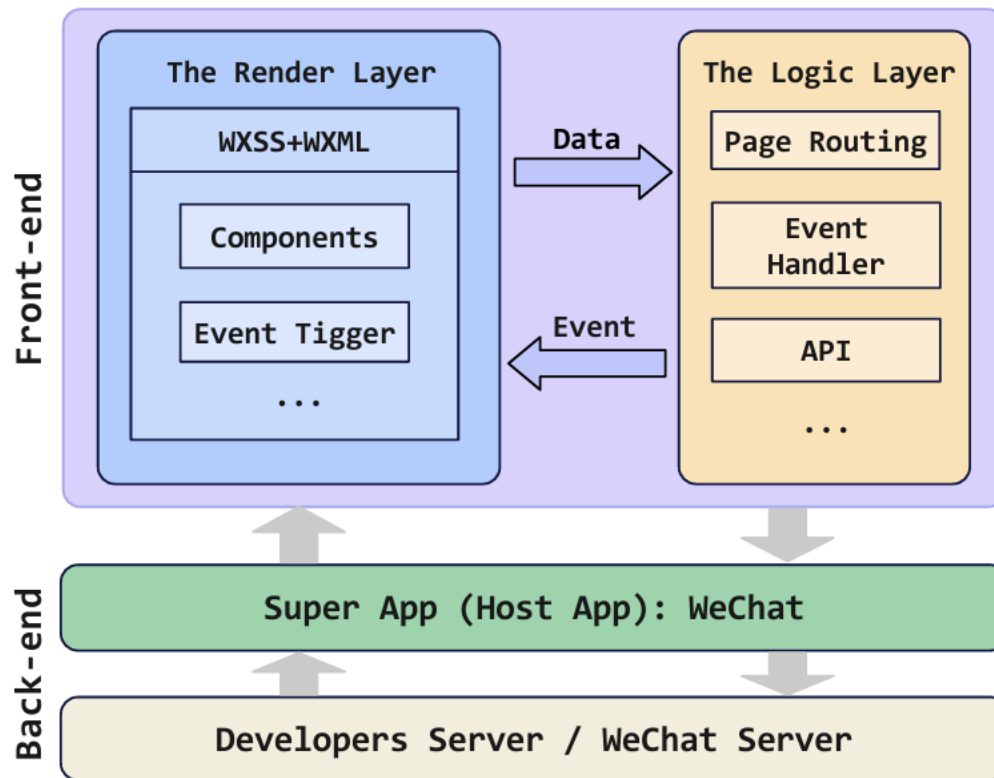 The Render Layer
WXSS+WXML
Components
Event Tigger
...
Data
Event
The Logic Layer
Page Routing
Event
Handler
API
...
Front-end
Super App (Host App): WeChat
Developers Server / WeChat Server
Back-end